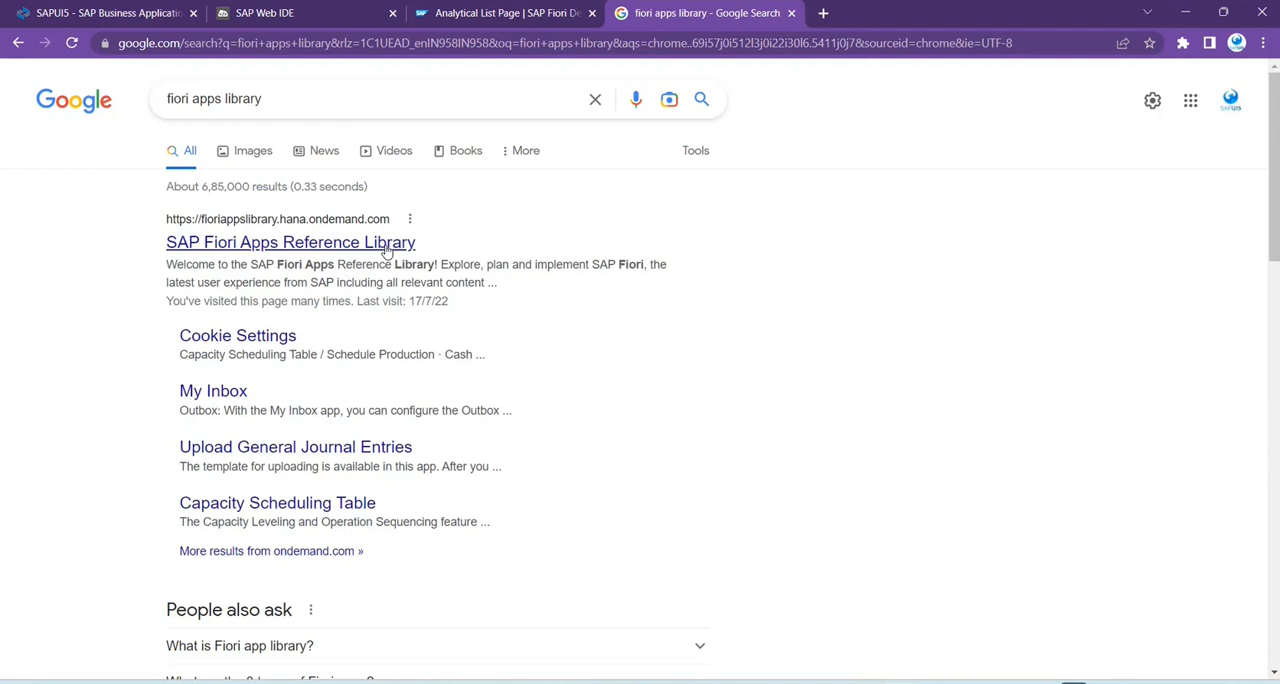 SAPUI5 - SAP Business Applicatio
SAP Web IDE
Analytical List Page | SAP Fiori De
fiori apps library - Google Search
google.com/search?q=fiori+apps+library&rlz=1C1UEAD_enIN958IN958&oq=fiori+apps+library&aqs=chrome..69i57j0i512l3j0i22i30l6.5411j0j7&sourceid=chrome&ie=UTF-8
Google
fiori apps library
SAPUI5
All
Images
News
Videos
Books
More
Tools
About 6,85,000 results (0.33 seconds)
https://fioriappslibrary.hana.ondemand.com
SAP Fiori Apps Reference Library
Welcome to the SAP Fiori Apps Reference Library! Explore, plan and implement SAP Fiori, the
latest user experience from SAP including all relevant content ...
You've visited this page many times. Last visit: 17/7/22
Cookie Settings
Capacity Scheduling Table / Schedule Production · Cash ...
My Inbox
Outbox: With the My Inbox app, you can configure the Outbox ...
Upload General Journal Entries
The template for uploading is available in this app. After you ...
Capacity Scheduling Table
The Capacity Leveling and Operation Sequencing feature ...
More results from ondemand.com »
People also ask
What is Fiori app library?